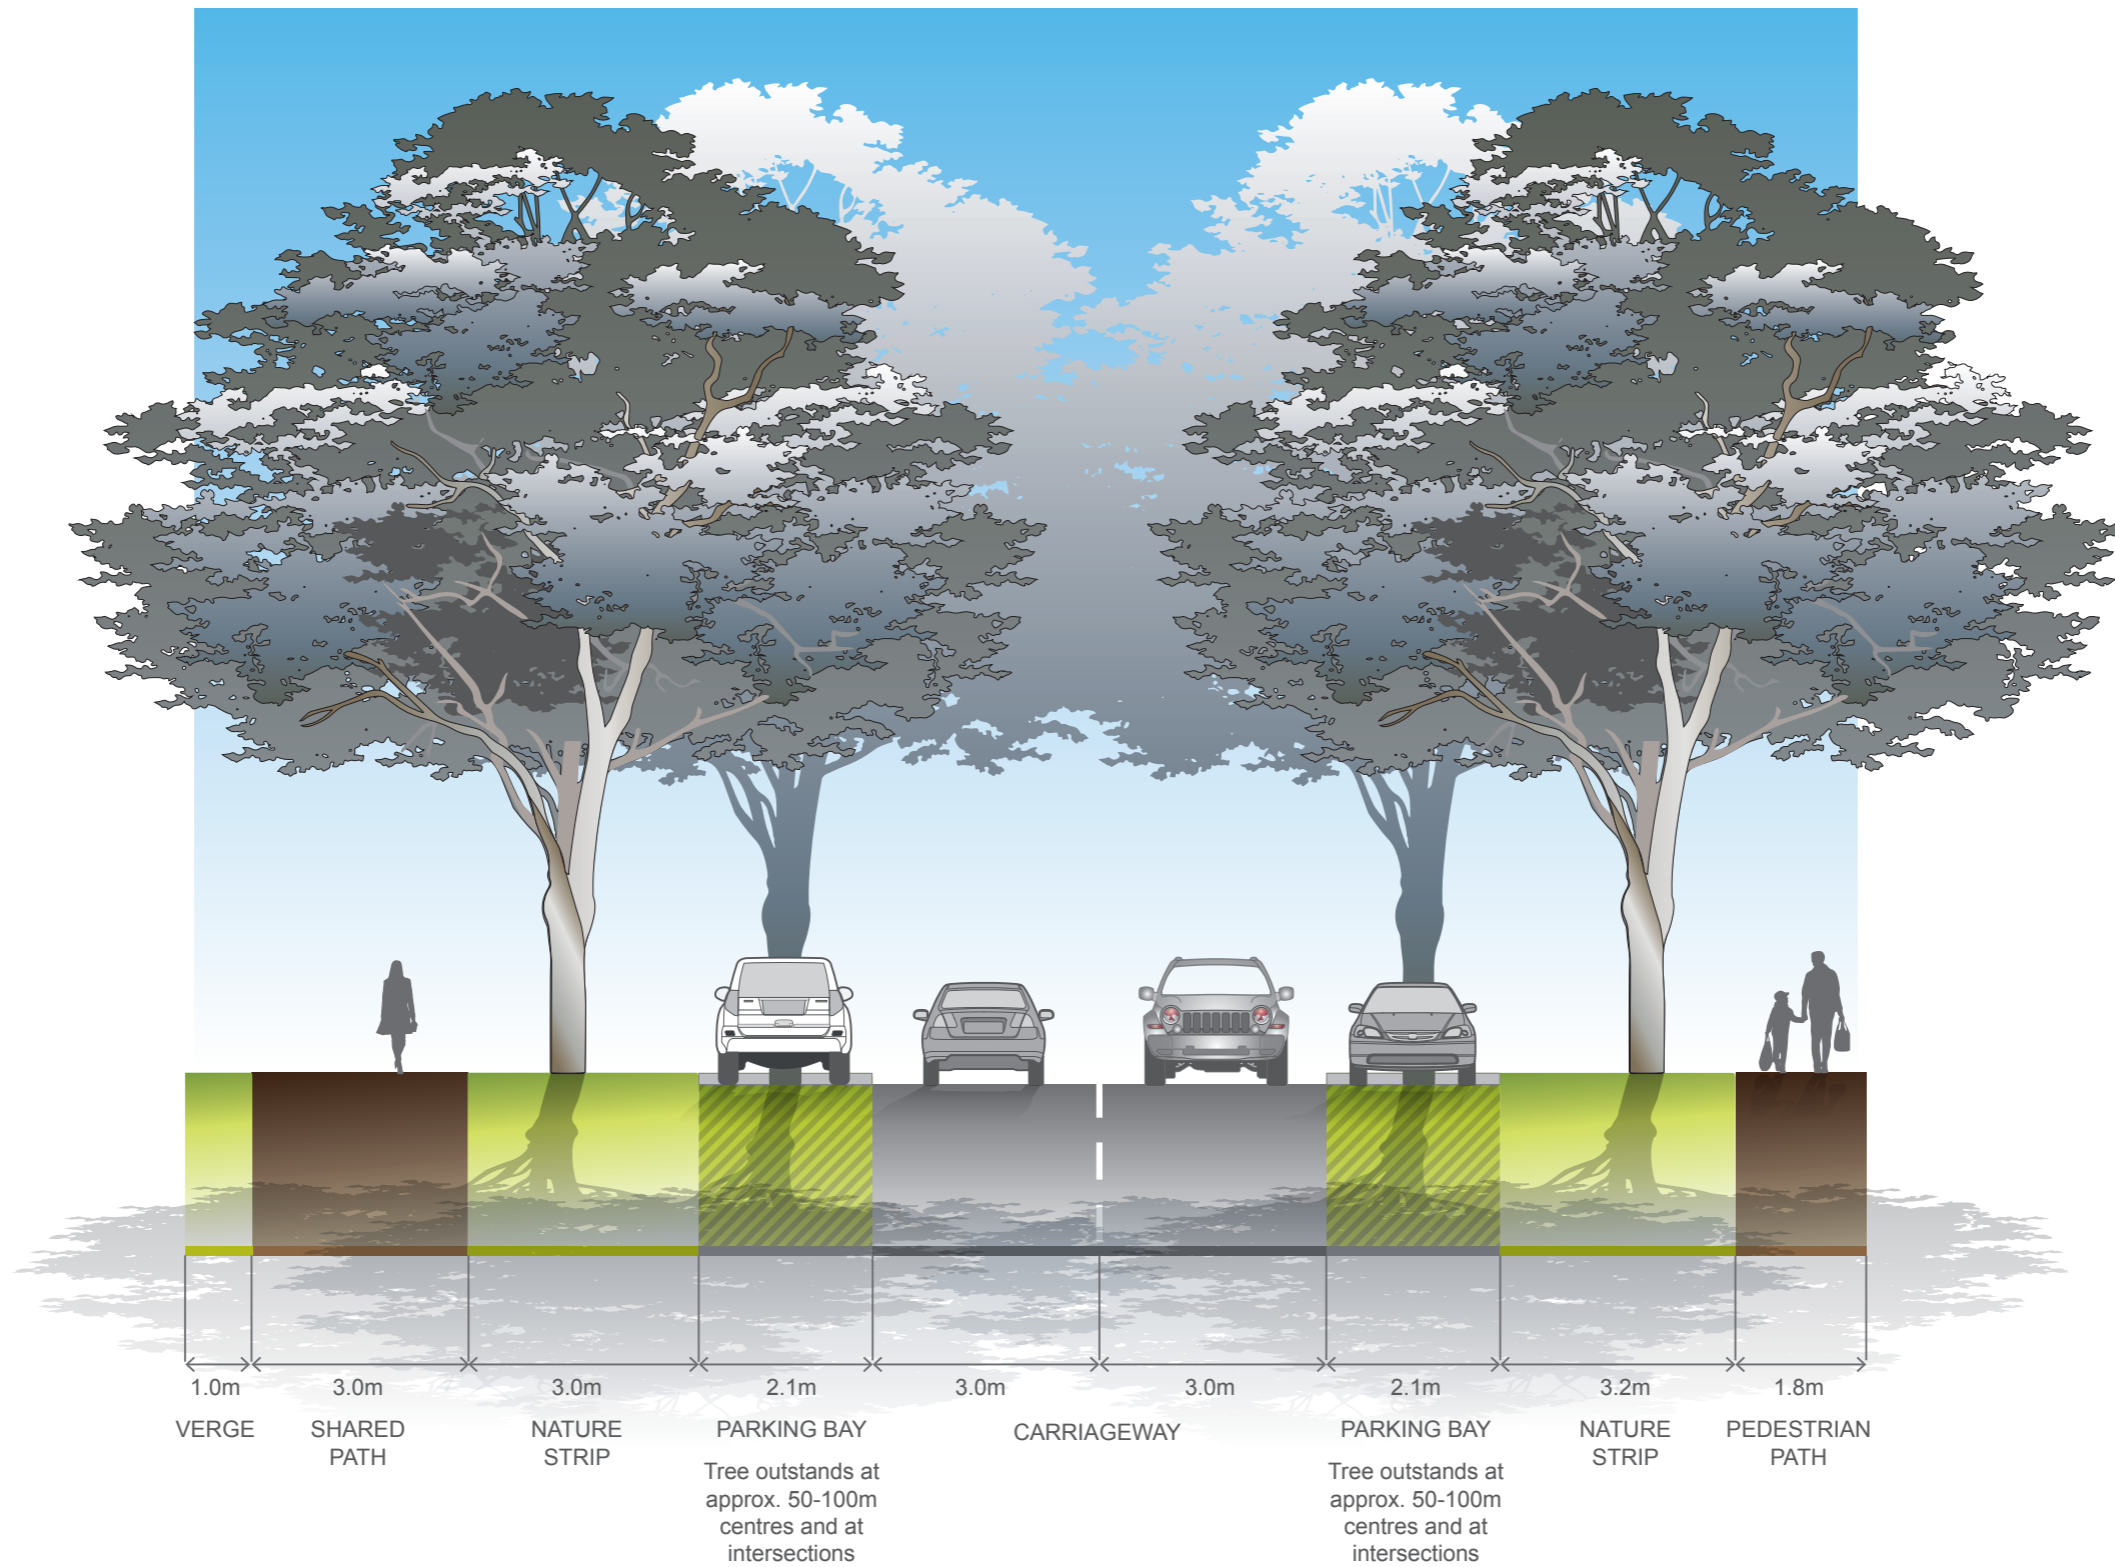 1.0m 3.0m 3.0m 2.1m 3.0m 3.0m 2.1m 3.2m 1.8m
VERGE
SHARED
PATH
NATURE
STRIP
PARKING BAY
Tree outstands at
approx. 50-100m
centres and at
intersections
CARRIAGEWAY
PARKING BAY
Tree outstands at
approx. 50-100m
centres and at
intersections
NATURE
STRIP
PEDESTRIAN
PATH